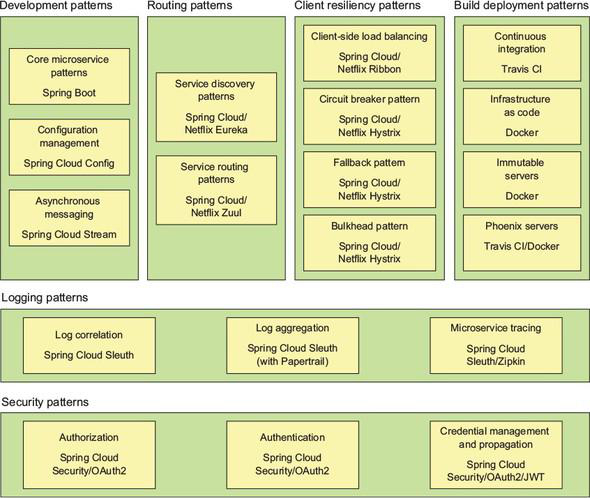 Development patterns
Core microservice
patterns
Spring Boot
Configuration
management
Spring Cloud Config
Asynchronous
messaging
Spring Cloud Stream
Routing patterns
Service discovery
patterns
Spring Cloud/
Netflix Eureka
Service routing
patterns
Spring Cloud/
Netflix Zuul
Client resiliency patterns
Client-side load balancing
Spring Cloud/
Netflix Ribbon
Circuit breaker pattern
Spring Cloud/
Netflix Hystrix
Fallback pattern
Spring Cloud/
Netflix Hystrix
Bulkhead pattern
Spring Cloud/
Netflix Hystrix
Build deployment patterns
Continuous
integration
Travis CI
Infrastructure
as code
Docker
Immutable
servers
Docker
Phoenix servers
Travis CI/Docker
Logging patterns
Log correlation
Spring Cloud Sleuth
Log aggregation
Spring Cloud Sleuth
(with Papertrail)
Microservice tracing
Spring Cloud
Sleuth/Zipkin
Security patterns
Authorization
Spring Cloud
Security/OAuth2
Authentication
Spring Cloud
Security/OAuth2
Credential management
and propagation
Spring Cloud
Security/OAuth2/JWT